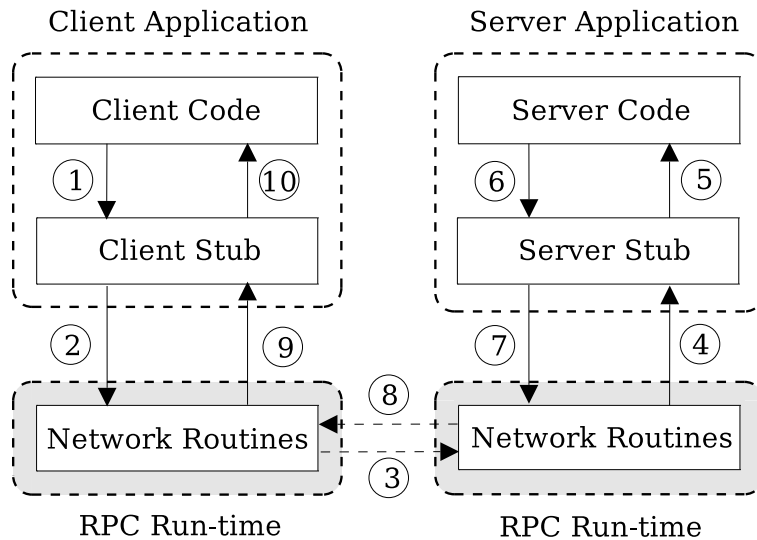 Client Application
Server Application
Client Code
Server Code
1
10
6
5
Client Stub
Server Stub
2
9
7
4
8
Network Routines
Network Routines
3
RPC Run-time
RPC Run-time